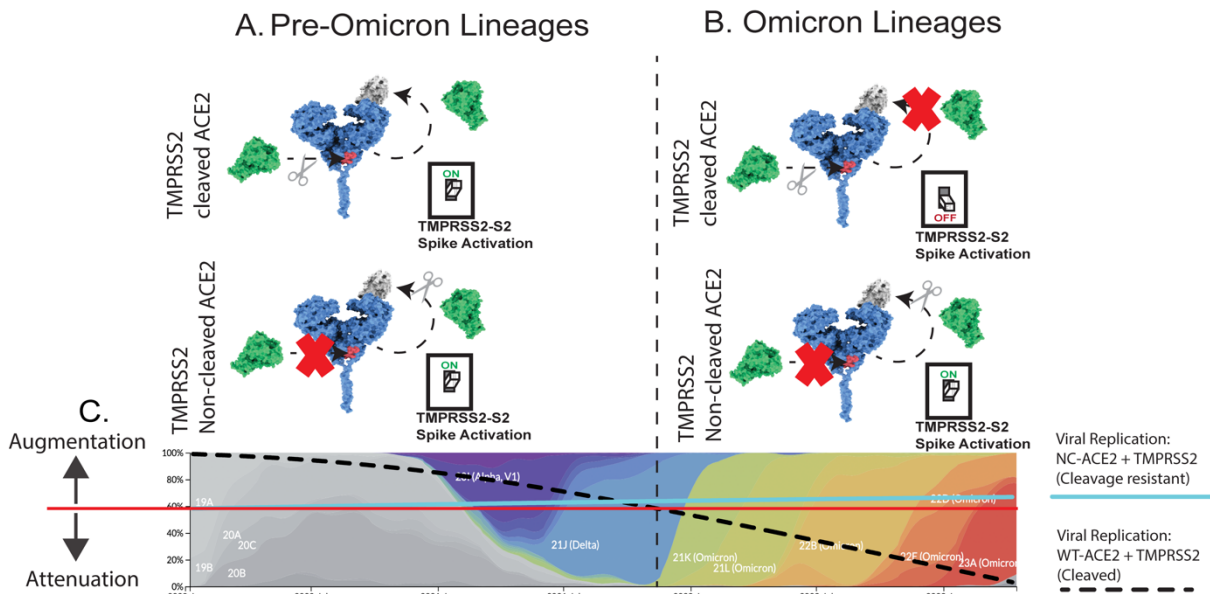 A. Pre-Omicron Lineages
B. Omicron Lineages
TMPRSS2
cleaved ACE2
ON
TMPRSS2-S2
Spike Activation
TMPRSS2
cleaved ACE2
OFF
TMPRSS2-S2
Spike Activation
TMPRSS2
Non-cleaved ACE2
ON
TMPRSS2-S2
Spike Activation
TMPRSS2
Non-cleaved ACE2
ON
TMPRSS2-S2
Spike Activation
C.
Augmentation
Attenuation
100%
80%
60%
40%
20%
0%
19A
20A
20C
19B
20B
20I (Alpha, V1)
21J (Delta)
21K (Omicron)
21L (Omicron)
22B (Omicron)
22D (Omicron)
22E (Omicron)
23A (Omicron)
Viral Replication:
NC-ACE2 + TMPRSS2
(Cleavage resistant)
Viral Replication:
WT-ACE2 + TMPRSS2
(Cleaved)